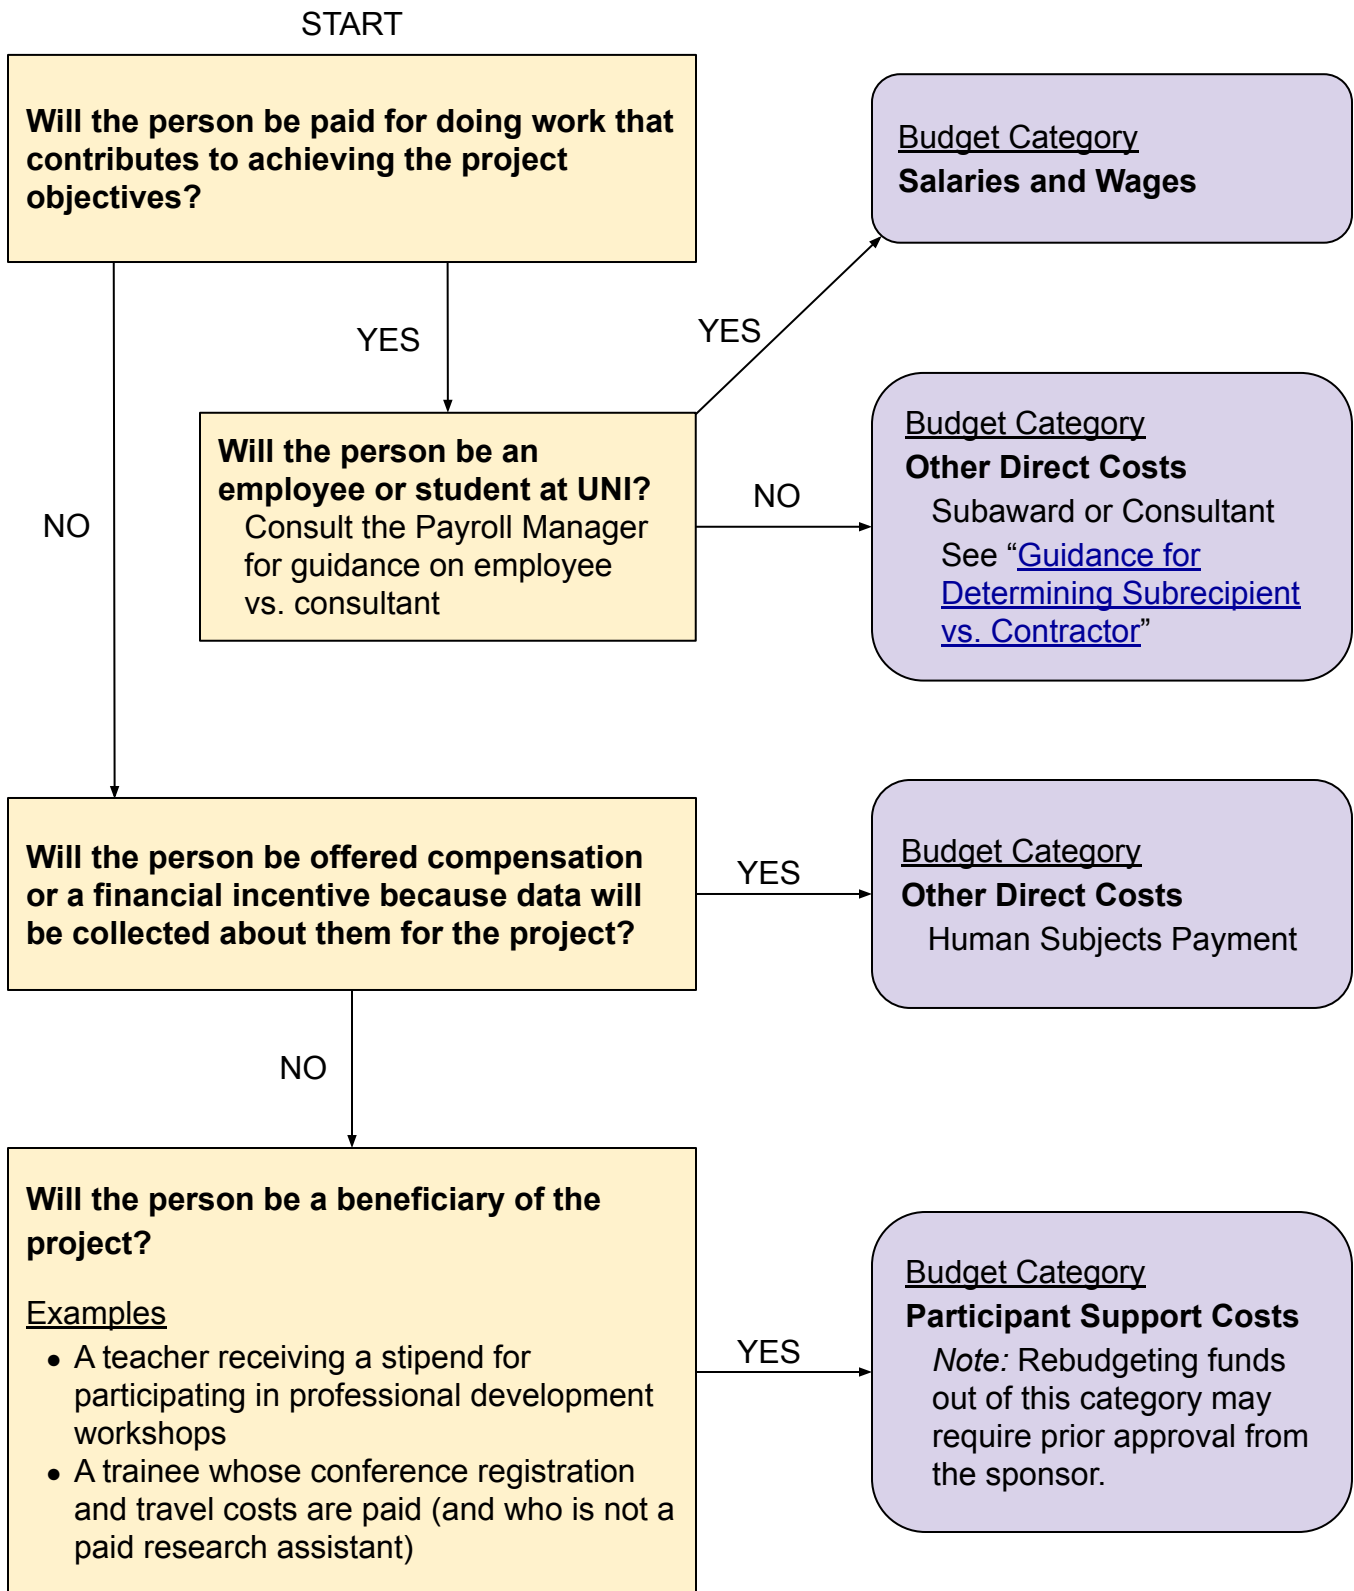 START
Will the person be paid for doing work that
contributes to achieving the project
objectives?
Budget Category
Salaries and Wages
YES
YES
Will the person be an
employee or student at UNI?
Consult the Payroll Manager
for guidance on employee
vs. consultant
NO
NO
Budget Category
Other Direct Costs
Subaward or Consultant
See “Guidance for
Determining Subrecipient
vs. Contractor”
Will the person be offered compensation
or a financial incentive because data will
be collected about them for the project?
YES
Budget Category
Other Direct Costs
Human Subjects Payment
NO
Will the person be a beneficiary of the
project?
Examples
● A teacher receiving a stipend for
participating in professional development
workshops
● A trainee whose conference registration
and travel costs are paid (and who is not a
paid research assistant)
YES
Budget Category
Participant Support Costs
Note: Rebudgeting funds
out of this category may
require prior approval from
the sponsor.